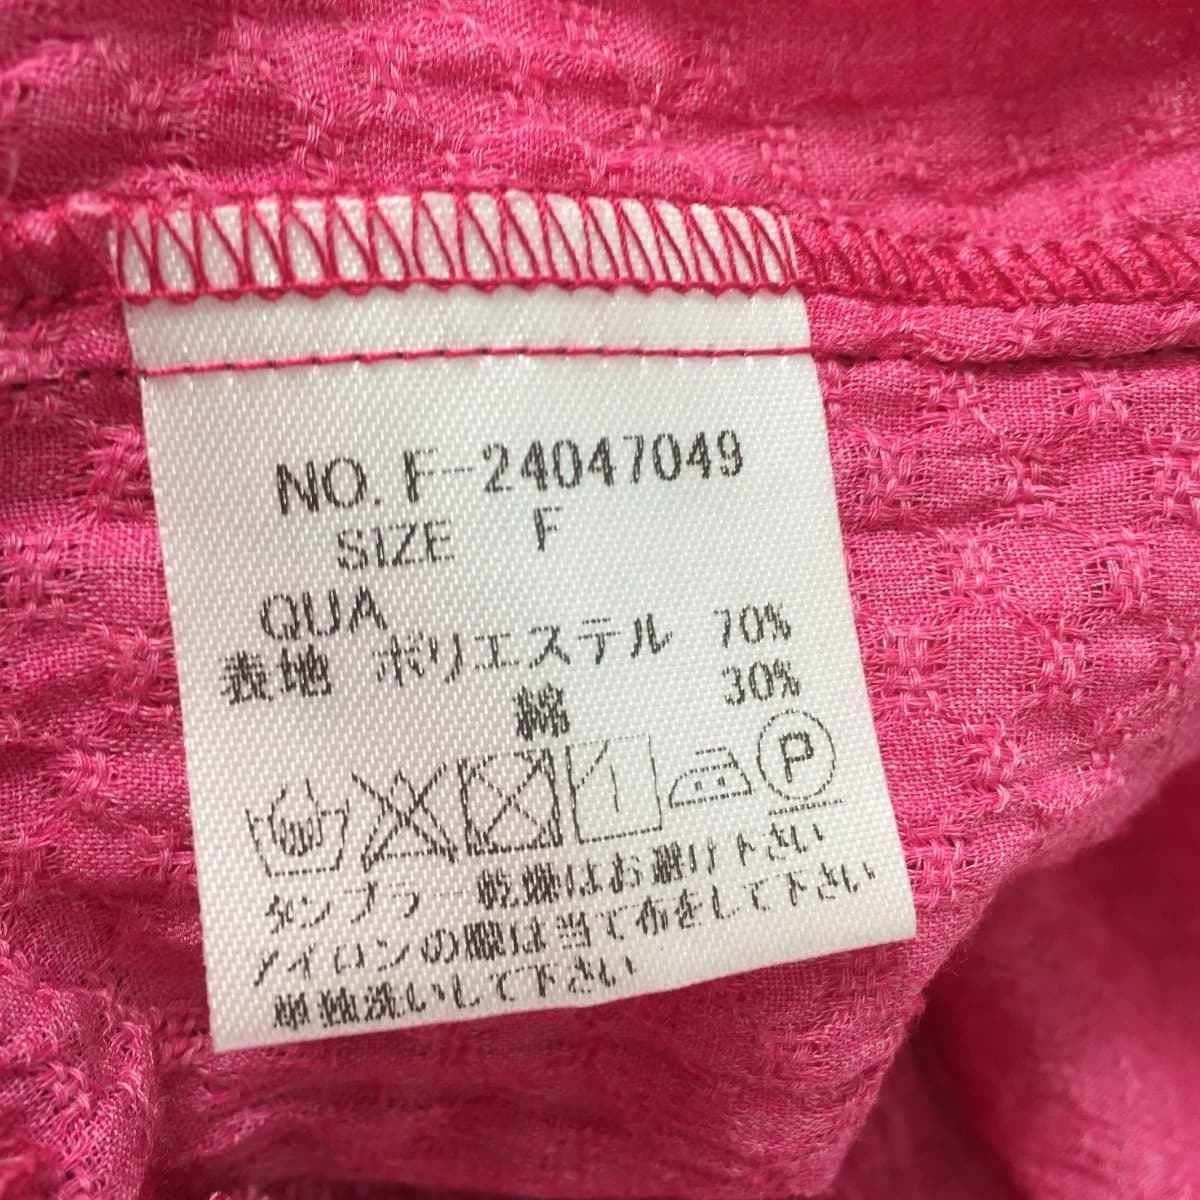 NO. F-24047049
SIZE F
QUA
表地 ポリエステル 70%
綿 30%
P
タンブラー乾燥はお避け下さい
アイロンの際は当て布をして下さい
単独洗いして下さい